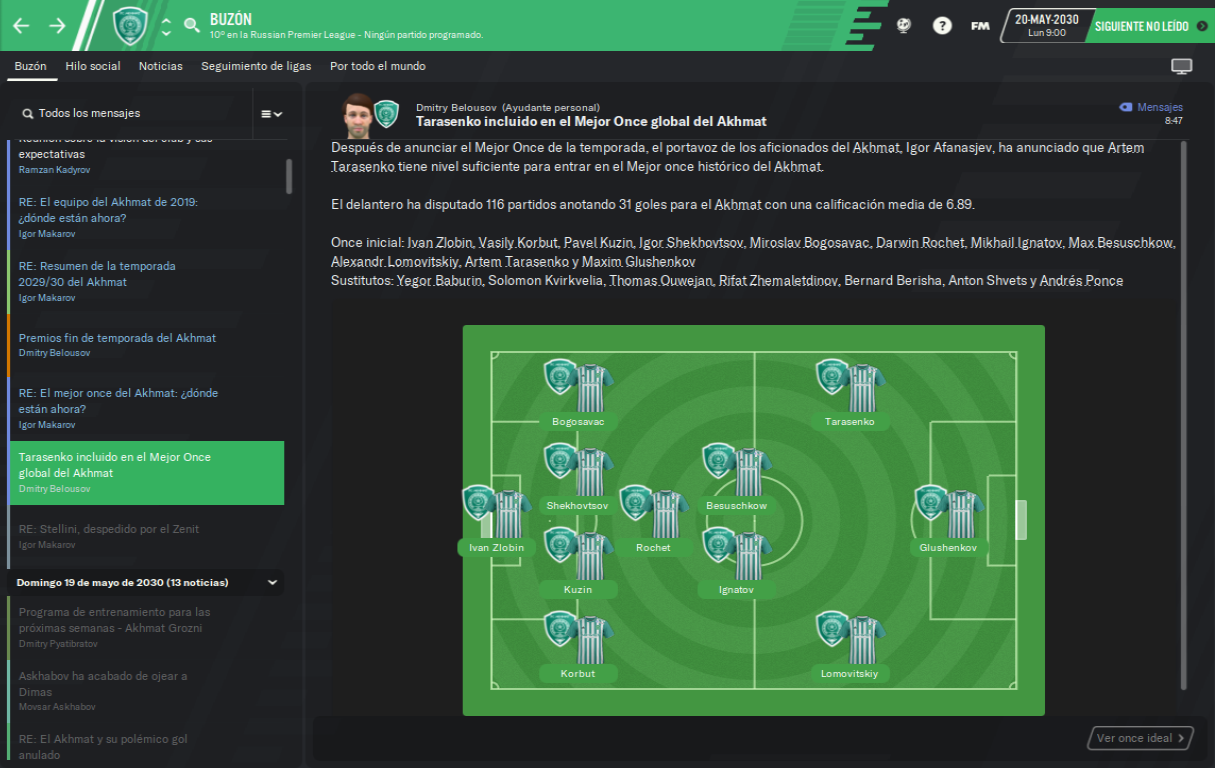 BUZÓN
10º en la Russian Premier League - Ningún partido programado.
?
FM
20-MAY-2030
Lun 9:00
SIGUIENTE NO LEÍDO
Buzón
Hilo social
Noticias
Seguimiento de ligas
Por todo el mundo
Todos los mensajes
Reunión sobre la visión del club y sus
expectativas
Ramzan Kadyrov
RE: El equipo del Akhmat de 2019:
¿dónde están ahora?
Igor Makarov
RE: Resumen de la temporada
2029/30 del Akhmat
Igor Makarov
Premios fin de temporada del Akhmat
Dmitry Belousov
RE: El mejor once del Akhmat: ¿dónde
están ahora?
Igor Makarov
Tarasenko incluido en el Mejor Once
global del Akhmat
Dmitry Belousov
RE: Stellini, despedido por el Zenit
Igor Makarov
Domingo 19 de mayo de 2030 (13 noticias)
Programa de entrenamiento para las
próximas semanas - Akhmat Grozni
Dmitry Pyatibratov
Askhabov ha acabado de ojear a
Dimas
Movsar Askhabov
RE: El Akhmat y su polémico gol
anulado
Dmitry Belousov (Ayudante personal)
Tarasenko incluido en el Mejor Once global del Akhmat
Mensajes
8:47
Después de anunciar el Mejor Once de la temporada, el portavoz de los aficionados del Akhmat, Igor Afanasjev, ha anunciado que Artem
Tarasenko tiene nivel suficiente para entrar en el Mejor once histórico del Akhmat.
El delantero ha disputado 116 partidos anotando 31 goles para el Akhmat con una calificación media de 6.89.
Once inicial: Ivan Zlobin, Vasily Korbut, Pavel Kuzin, Igor Shekhovtsov, Miroslav Bogosavac, Darwin Rochet, Mikhail Ignatov, Max Besuschkow,
Alexandr Lomovitskiy, Artem Tarasenko y Maxim Glushenkov
Sustitutos: Yegor Baburin, Solomon Kvirkvelia, Thomas Ouwejan, Rifat Zhemaletdinov, Bernard Berisha, Anton Shvets y Andrés Ponce
Bogosavac
Tarasenko
Shekhovtsov
Besuschkow
Ivan Zlobin
Rochet
Glushenkov
Kuzin
Ignatov
Korbut
Lomovitskiy
Ver once ideal